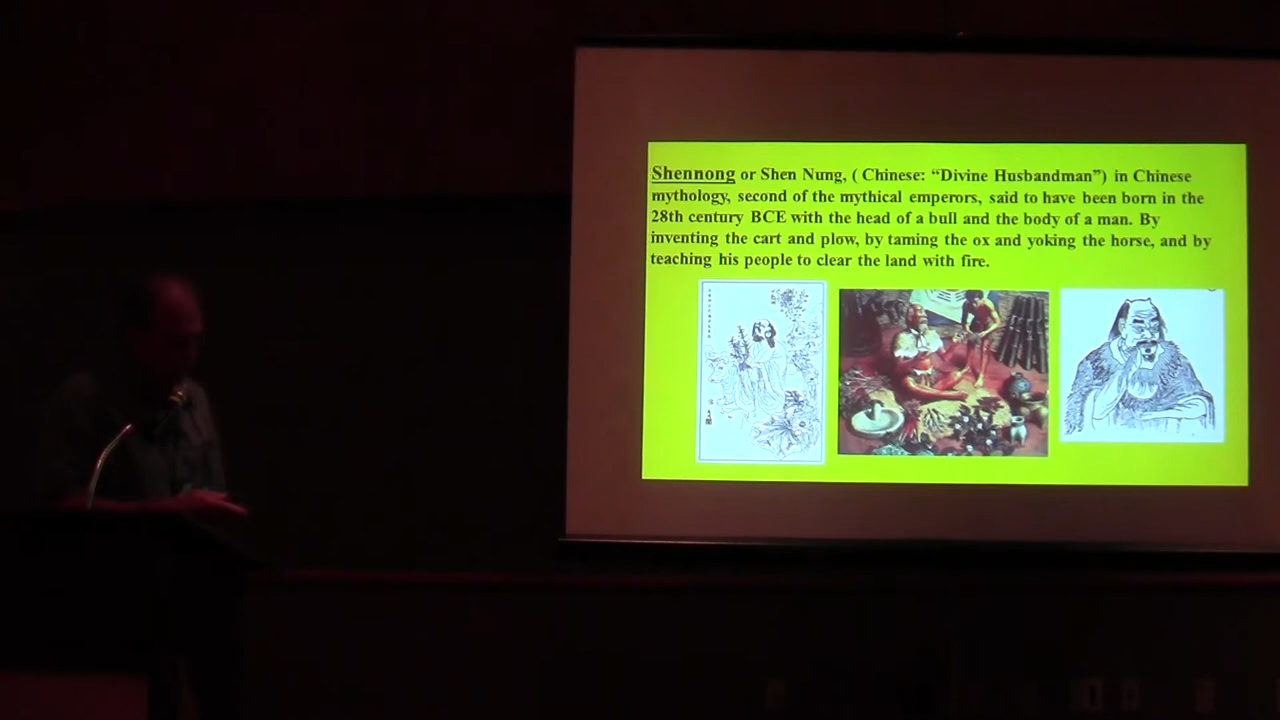 Shennong or Shen Nung, ( Chinese: “Divine Husbandman”) in Chinese
mythology, second of the mythical emperors, said to have been born in the
28th century BCE with the head of a bull and the body of a man. By
inventing the cart and plow, by taming the ox and yoking the horse, and by
teaching his people to clear the land with fire.